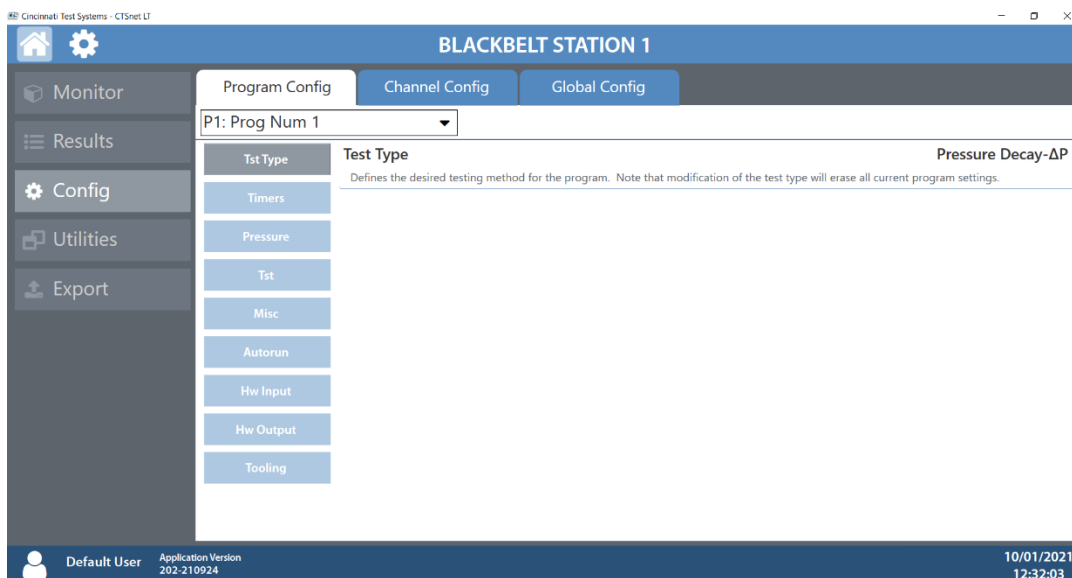 Cincinnati Test Systems - CTSnet LT
BLACKBELT STATION 1
Monitor
Results
Config
Utilities
Export
Program Config
Channel Config
Global Config
P1: Prog Num 1
Tst Type
Timers
Pressure
Tst
Misc
Autorun
Hw Input
Hw Output
Tooling
Test Type
Pressure Decay-ΔP
Defines the desired testing method for the program. Note that modification of the test type will erase all current program settings.
Default User
Application Version
202-210924
10/01/2021
12:32:03